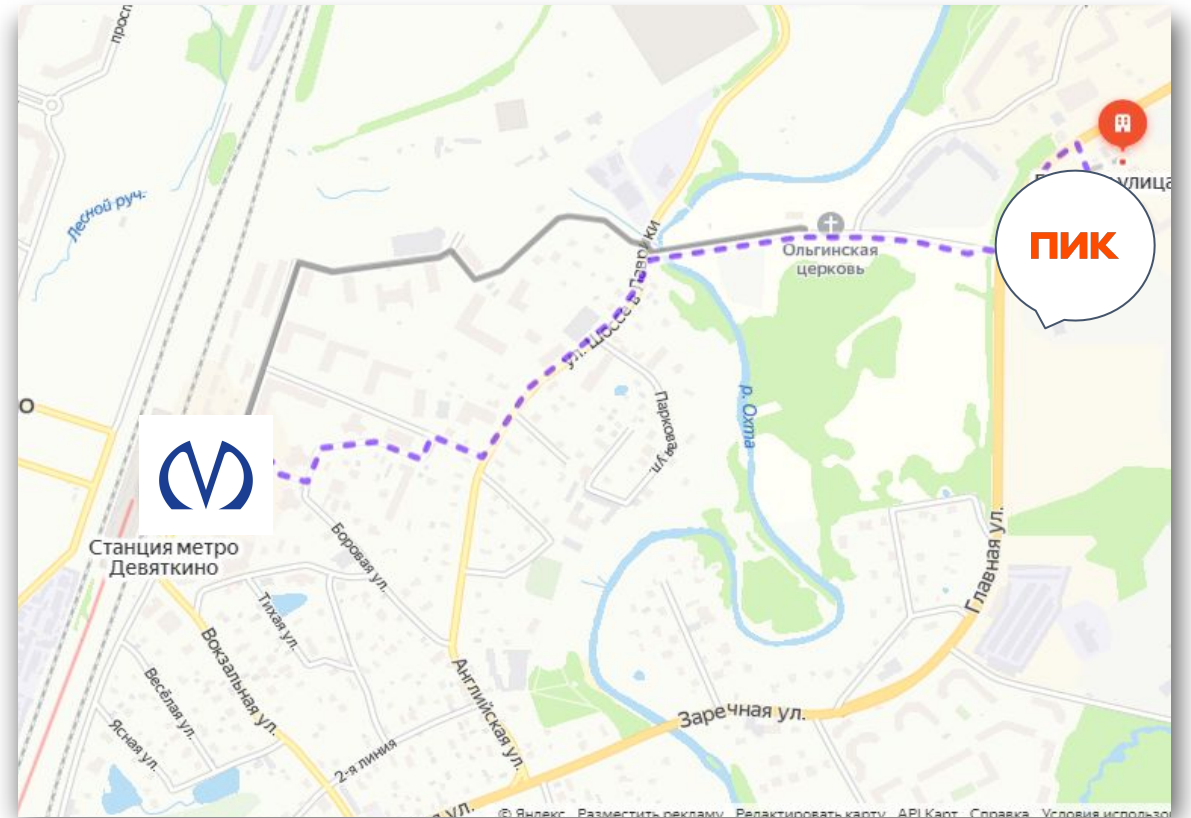 просп
Лесной руч.
улица
ПИК
Ольгинская
церковь
ул. Шоссе в Лаврики
Парковая ул.
р. Охта
о
Станция метро
Девяткино
Боровая ул.
Тихая ул.
Главная ул.
Вокзальная ул.
Весёлая ул.
Ясная ул.
Английская ул.
Заречная ул.
2-я линия
ул.
© Яндекс Разместить рекламу Редактировать карту API Карт Справка Условия использо